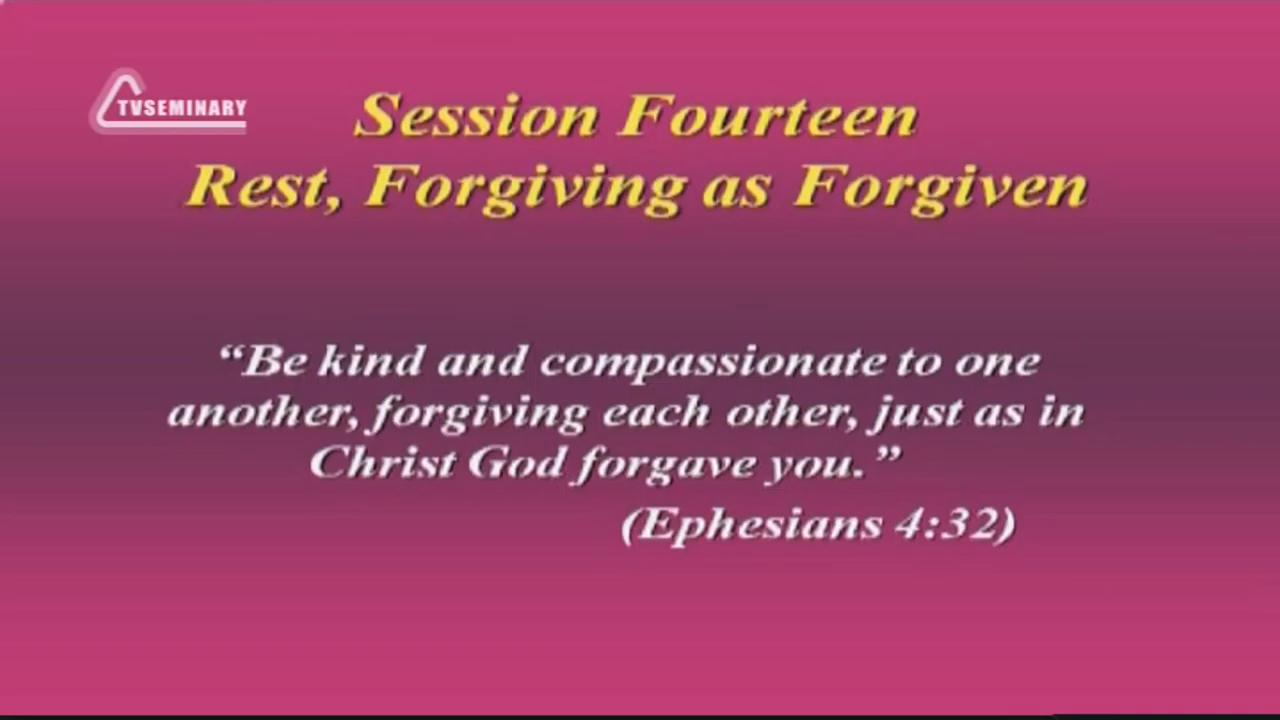 TVSEMINARY
Session Fourteen
Rest, Forgiving as Forgiven
“Be kind and compassionate to one
another, forgiving each other, just as in
Christ God forgave you.”
(Ephesians 4:32)